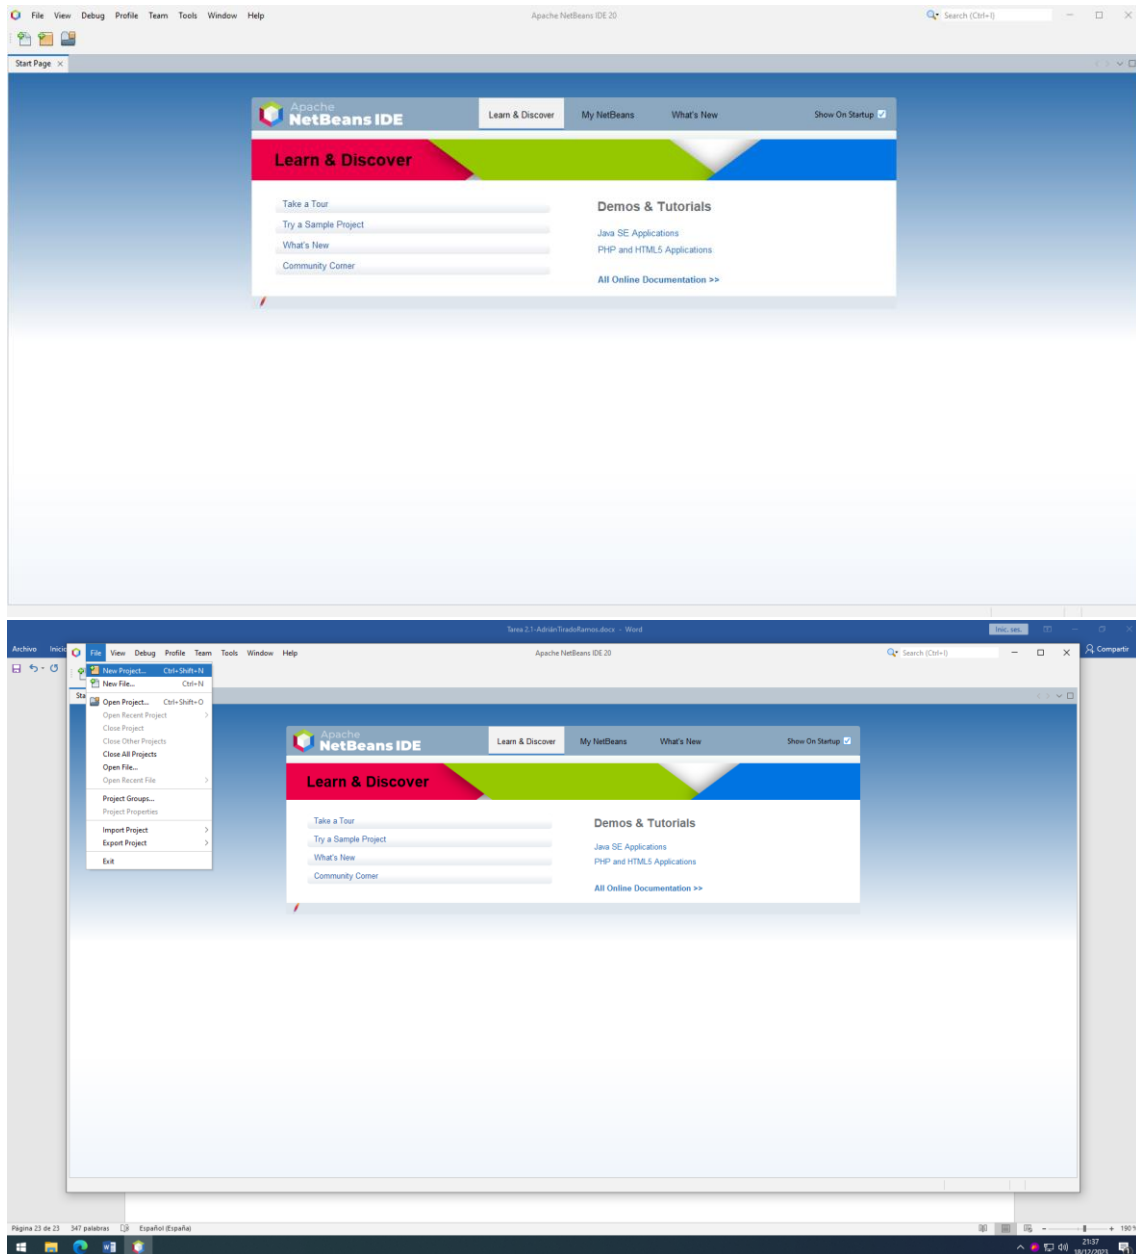 File View Debug Profile Team Tools Window Help Apache NetBeans IDE 20 Search (Ctrl+I)
Start Page
Apache
NetBeans IDE
Learn & Discover My NetBeans What's New Show On Startup
Learn & Discover
Take a Tour
Try a Sample Project
What's New
Community Corner
Demos & Tutorials
Java SE Applications
PHP and HTML5 Applications
All Online Documentation >>
Tarea 2.1-AdriánTiradoRamos.docx - Word Inic. ses.
Archivo Inicio
Compartir
File View Debug Profile Team Tools Window Help Apache NetBeans IDE 20 Search (Ctrl+I)
New Project... Ctrl+Shift+N
New File... Ctrl+N
Open Project... Ctrl+Shift+O
Open Recent Project
Close Project
Close Other Projects
Close All Projects
Open File...
Open Recent File
Project Groups...
Project Properties
Import Project
Export Project
Exit
Sta
Apache
NetBeans IDE
Learn & Discover My NetBeans What's New Show On Startup
Learn & Discover
Take a Tour
Try a Sample Project
What's New
Community Corner
Demos & Tutorials
Java SE Applications
PHP and HTML5 Applications
All Online Documentation >>
Página 23 de 23 347 palabras Español (España) 190 %
21:37
18/12/2023